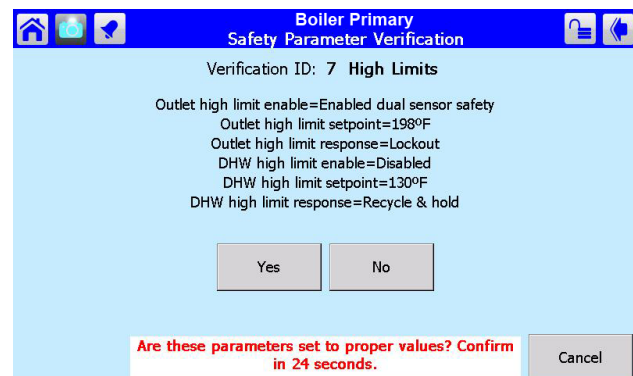 Boiler Primary
Safety Parameter Verification
Verification ID: 7 High Limits
Outlet high limit enable=Enabled dual sensor safety
Outlet high limit setpoint=198ºF
Outlet high limit response=Lockout
DHW high limit enable=Disabled
DHW high limit setpoint=130ºF
DHW high limit response=Recycle & hold
Yes
No
Are these parameters set to proper values? Confirm
in 24 seconds.
Cancel